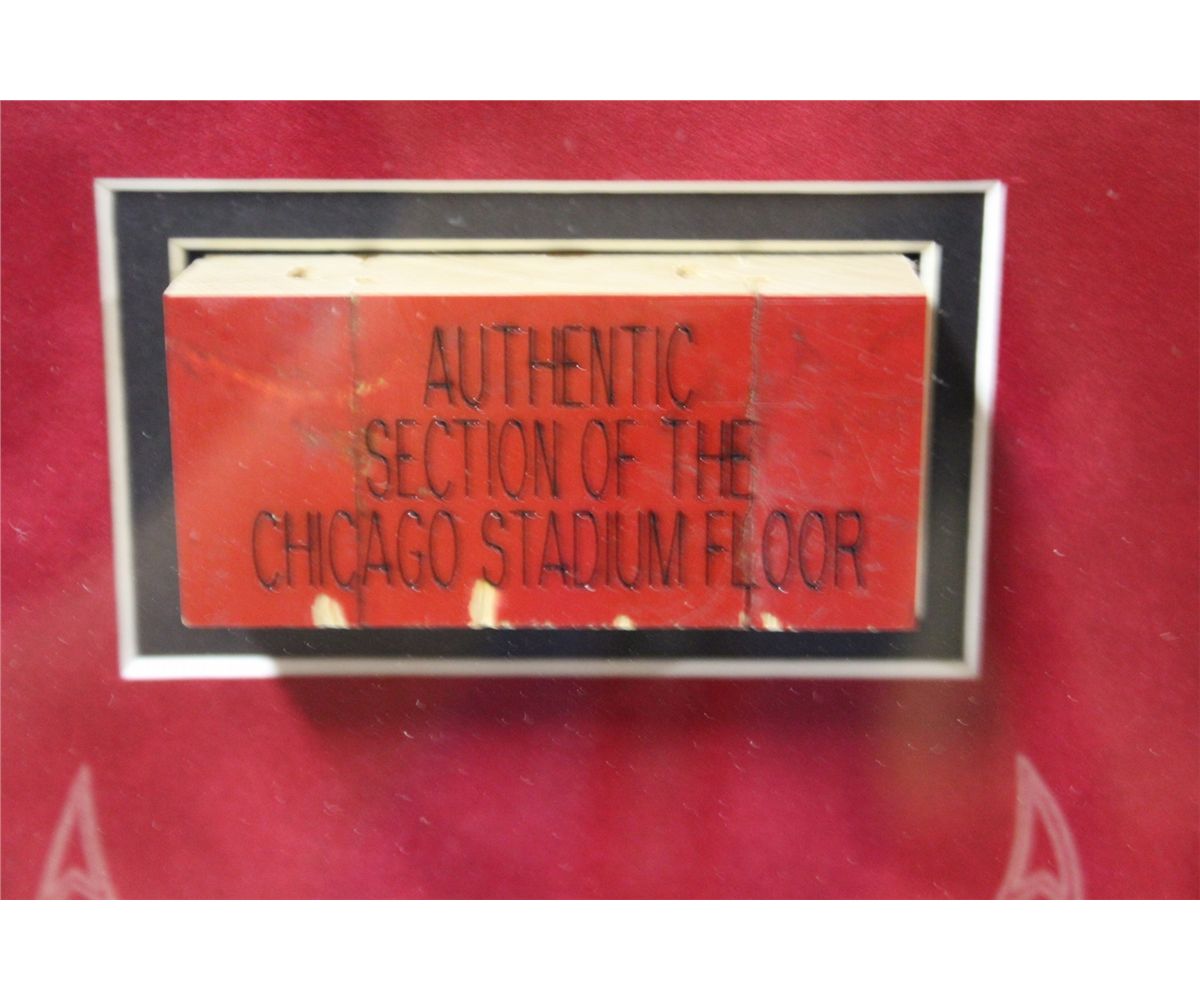 AUTHENTIC
SECTION OF THE
CHICAGO STADIUM FLOOR